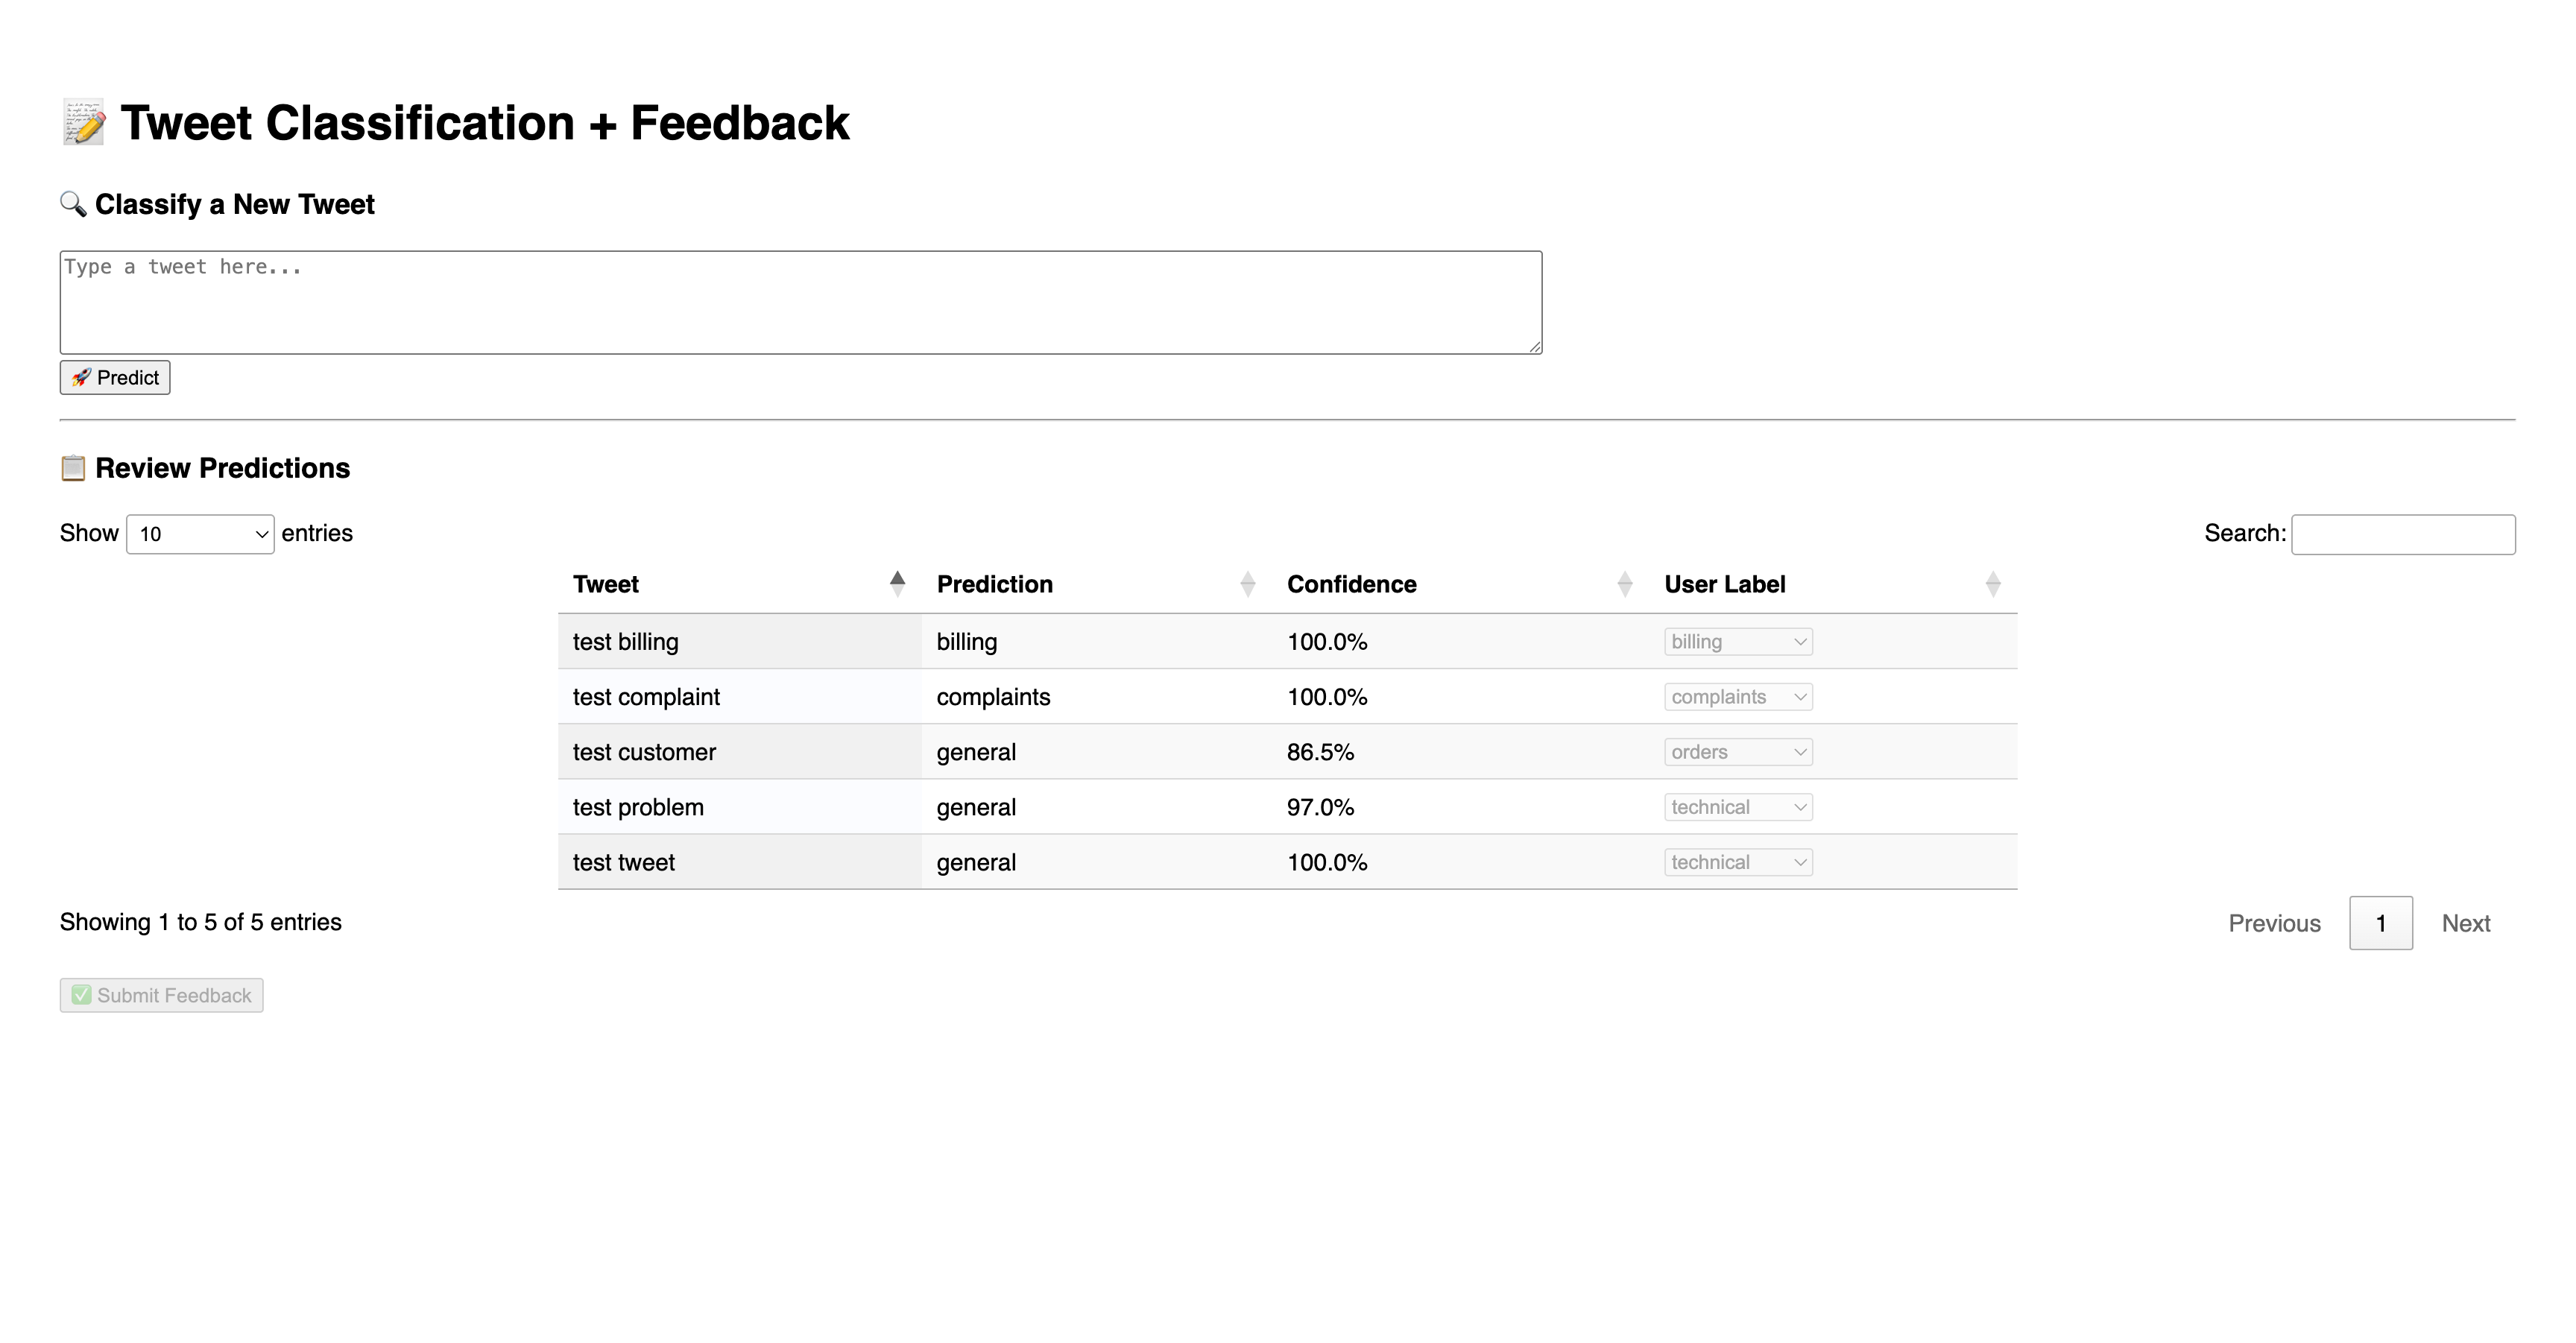 Tweet Classification + Feedback
Classify a New Tweet
Type a tweet here...
Predict
Review Predictions
Show 10 entries Search:
Tweet Prediction Confidence User Label
test billing billing 100.0% billing
test complaint complaints 100.0% complaints
test customer general 86.5% orders
test problem general 97.0% technical
test tweet general 100.0% technical
Showing 1 to 5 of 5 entries Previous 1 Next
Submit Feedback